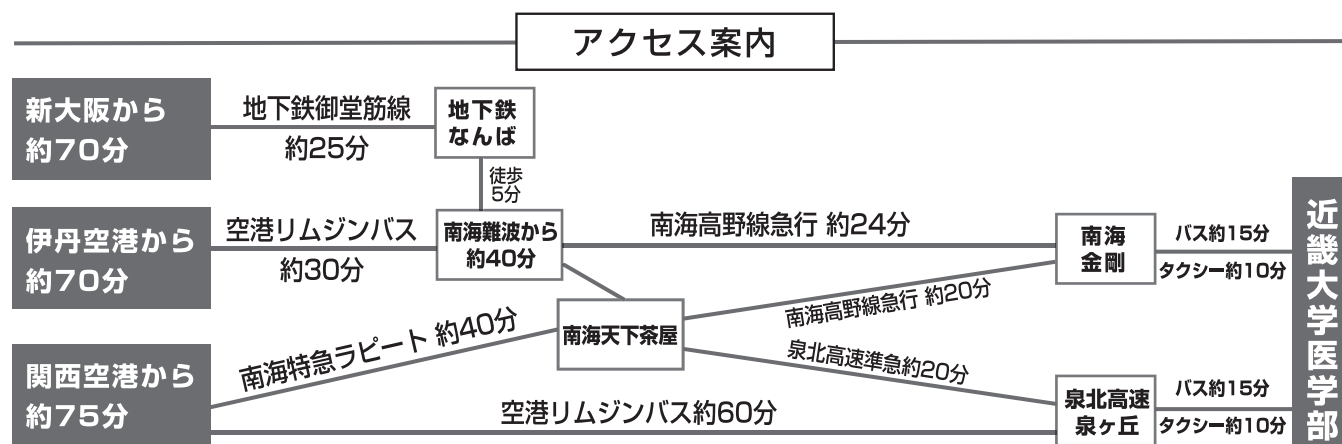 アクセス案内
新大阪から
約70分
地下鉄御堂筋線
約25分
地下鉄
なんば
徒歩
5分
伊丹空港から
約70分
空港リムジンバス
約30分
南海難波から
約40分
南海高野線急行 約24分
南海
金剛
バス約15分
タクシー約10分
近畿大学医学部
南海天下茶屋
南海高野線急行 約20分
関西空港から
約75分
南海特急ラピート 約40分
泉北高速準急約20分
空港リムジンバス約60分
泉北高速
泉ヶ丘
バス約15分
タクシー約10分